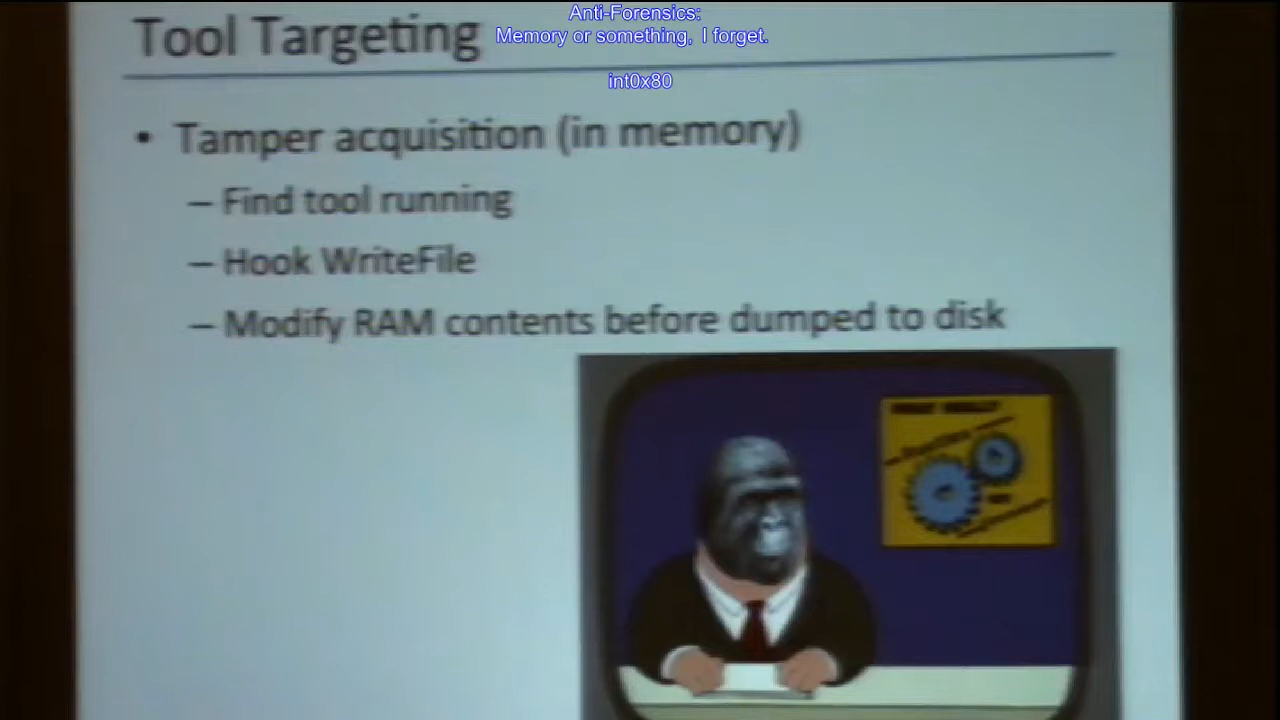 Tool Targeting
Anti-Forensics:
Memory or something, I forget.
int0x80
• Tamper acquisition (in memory)
– Find tool running
– Hook WriteFile
– Modify RAM contents before dumped to disk